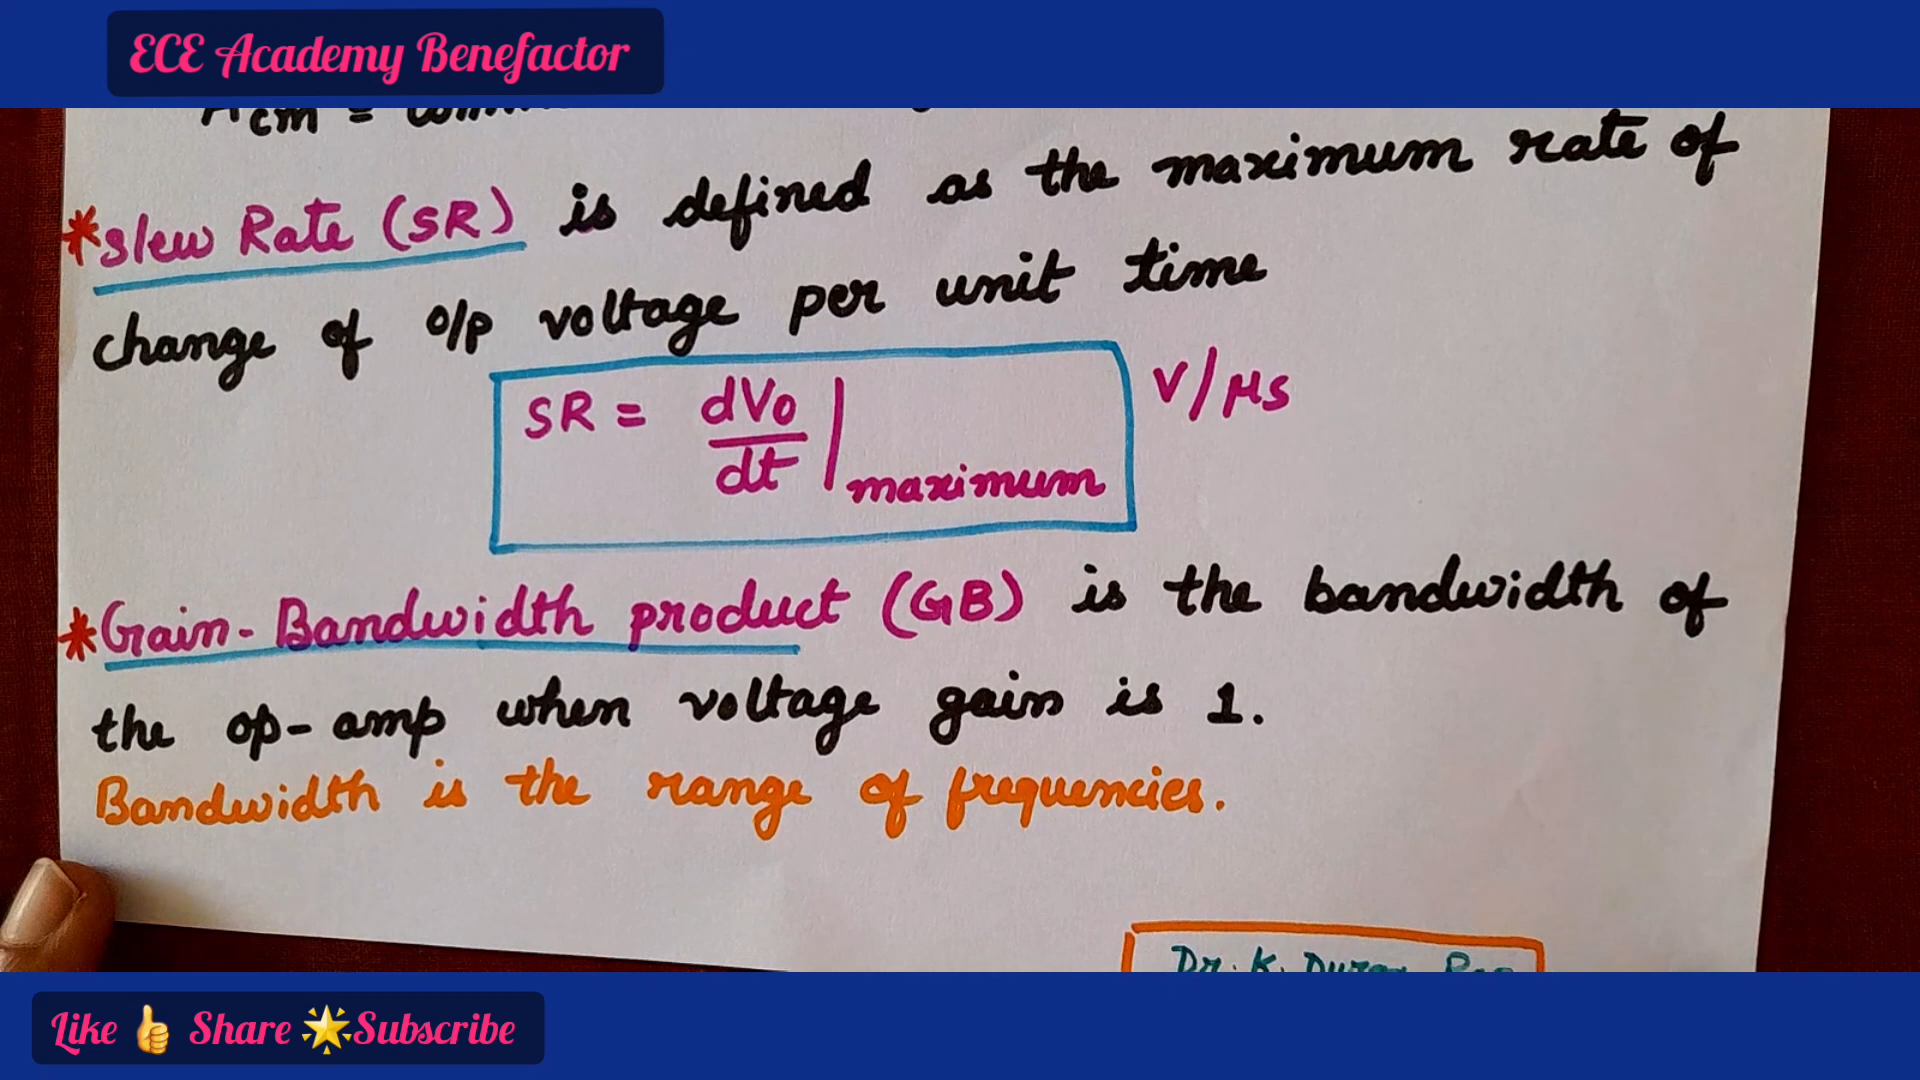 ECE Academy Benefactor
Acm =
*Slew Rate (SR) is defined as the maximum rate of
change of o/p voltage per unit time
SR = dVo/dt | maximum V/μs
*Gain-Bandwidth product (GB) is the bandwidth of
the op-amp when voltage gain is 1.
Bandwidth is the range of frequencies.
Dr. K.
Like 👍 Share 🌟Subscribe